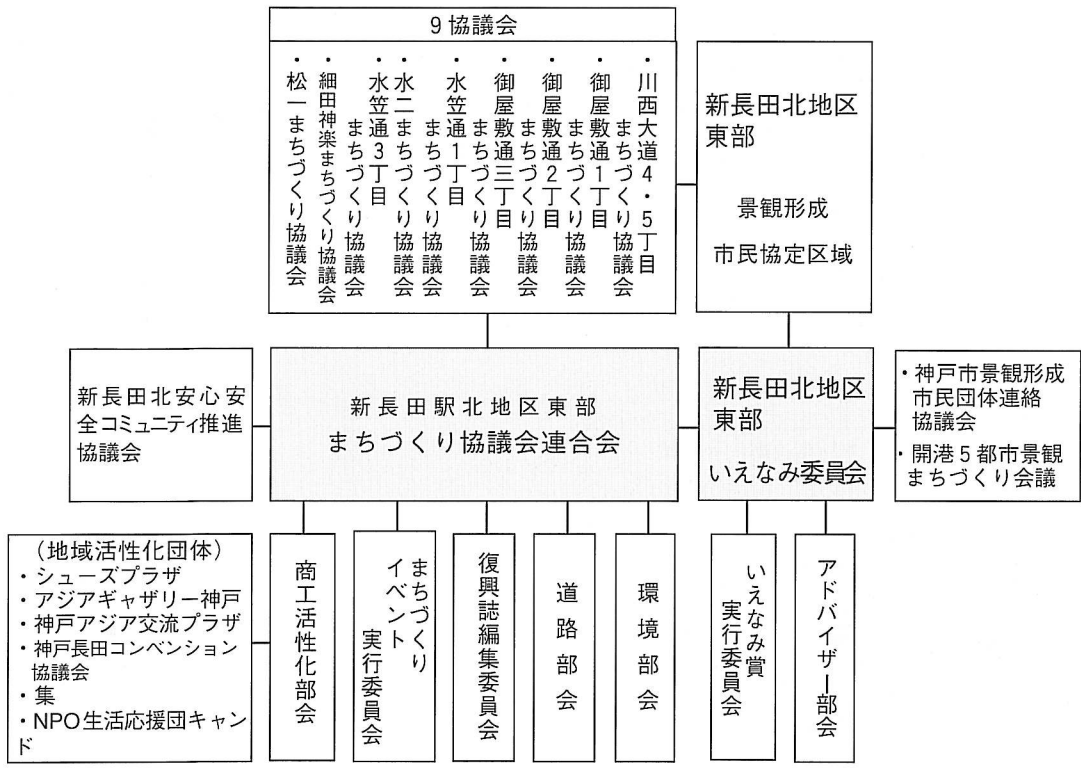 9協議会
・川西大道4・5丁目
まちづくり協議会
・御屋敷通1丁目
まちづくり協議会
・御屋敷通2丁目
まちづくり協議会
・御屋敷通三丁目
まちづくり協議会
・水笠通1丁目
まちづくり協議会
・水二まちづくり協議会
・水笠通3丁目
まちづくり協議会
・細田神楽まちづくり協議会
・松一まちづくり協議会
新長田北地区
東部
景観形成
市民協定区域
新長田北安心安
全コミュニティ推進
協議会
新長田駅北地区東部
まちづくり協議会連合会
新長田北地区
東部
いえなみ委員会
・神戸市景観形成
市民団体連絡
協議会
・開港5都市景観
まちづくり会議
(地域活性化団体)
・シューズプラザ
・アジアギャザリー神戸
・神戸アジア交流プラザ
・神戸長田コンベンション
協議会
・集
・NPO生活応援団キャン
ド
商工活性化部会
まちづくり
イベント
実行委員会
復興誌編集委員会
道路部会
環境部会
いえなみ賞
実行委員会
アドバイザー部会